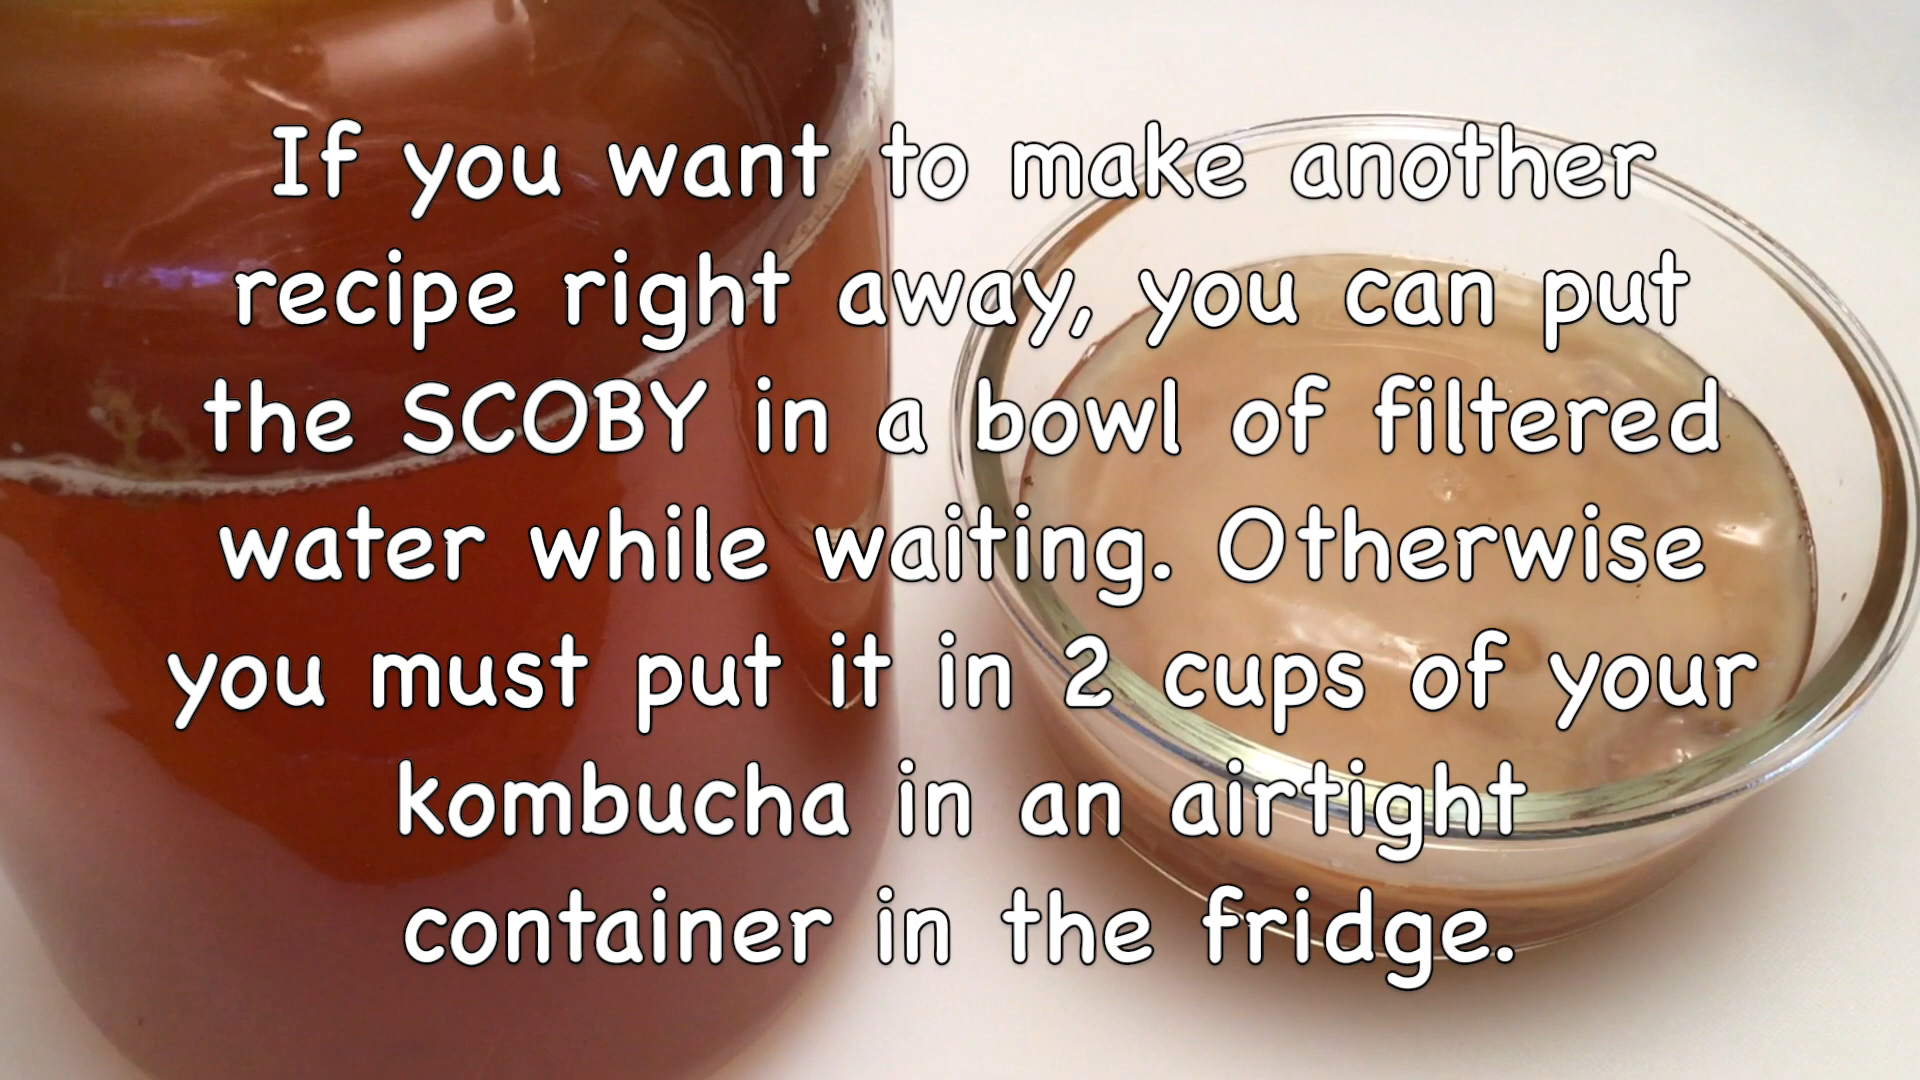 If you want to make another
recipe right away, you can put
the SCOBY in a bowl of filtered
water while waiting. Otherwise
you must put it in 2 cups of your
kombucha in an airtight
container in the fridge.